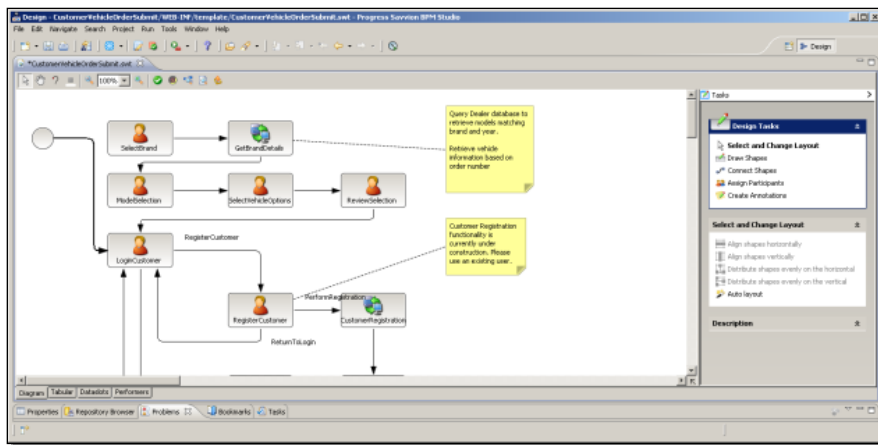 Design - CustomerVehicleOrderSubmit/WEB-INF/template/CustomerVehicleOrderSubmit.swt - Progress Savvion BPM Studio
File Edit Navigate Search Project Run Tools Window Help
Design
*CustomerVehicleOrderSubmit.swt
100%
Tasks
Design Tasks
Select and Change Layout
Draw Shapes
Connect Shapes
Assign Participants
Create Annotations
Select and Change Layout
Align shapes horizontally
Align shapes vertically
Distribute shapes evenly on the horizontal
Distribute shapes evenly on the vertical
Auto layout
Description
SelectBrand
GetBrandDetails
Query Dealer database to
retrieve models matching
brand and year.
Retrieve vehicle
information based on
order number
ModelSelection
SelectVehicleOptions
ReviewSelection
Customer Registration
functionality is
currently under
construction. Please
use an existing user.
RegisterCustomer
LoginCustomer
PerformRegistration
RegisterCustomer
CustomerRegistration
ReturnToLogin
Diagram Tabular Dataslots Performers
Properties Repository Browser Problems Bookmarks Tasks